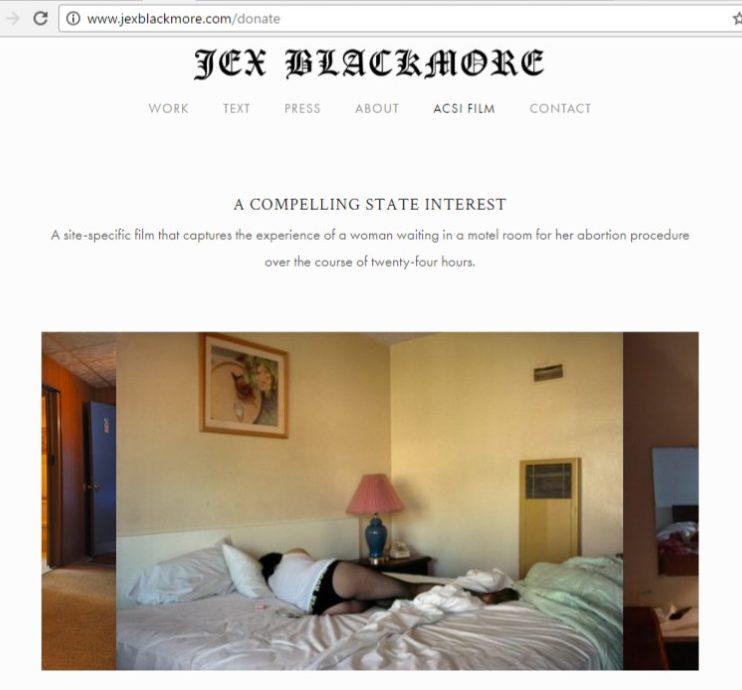 www.jexblackmore.com/donate
JEX BLACKMORE
WORK TEXT PRESS ABOUT ACSI FILM CONTACT
A COMPELLING STATE INTEREST
A site-specific film that captures the experience of a woman waiting in a motel room for her abortion procedure
over the course of twenty-four hours.